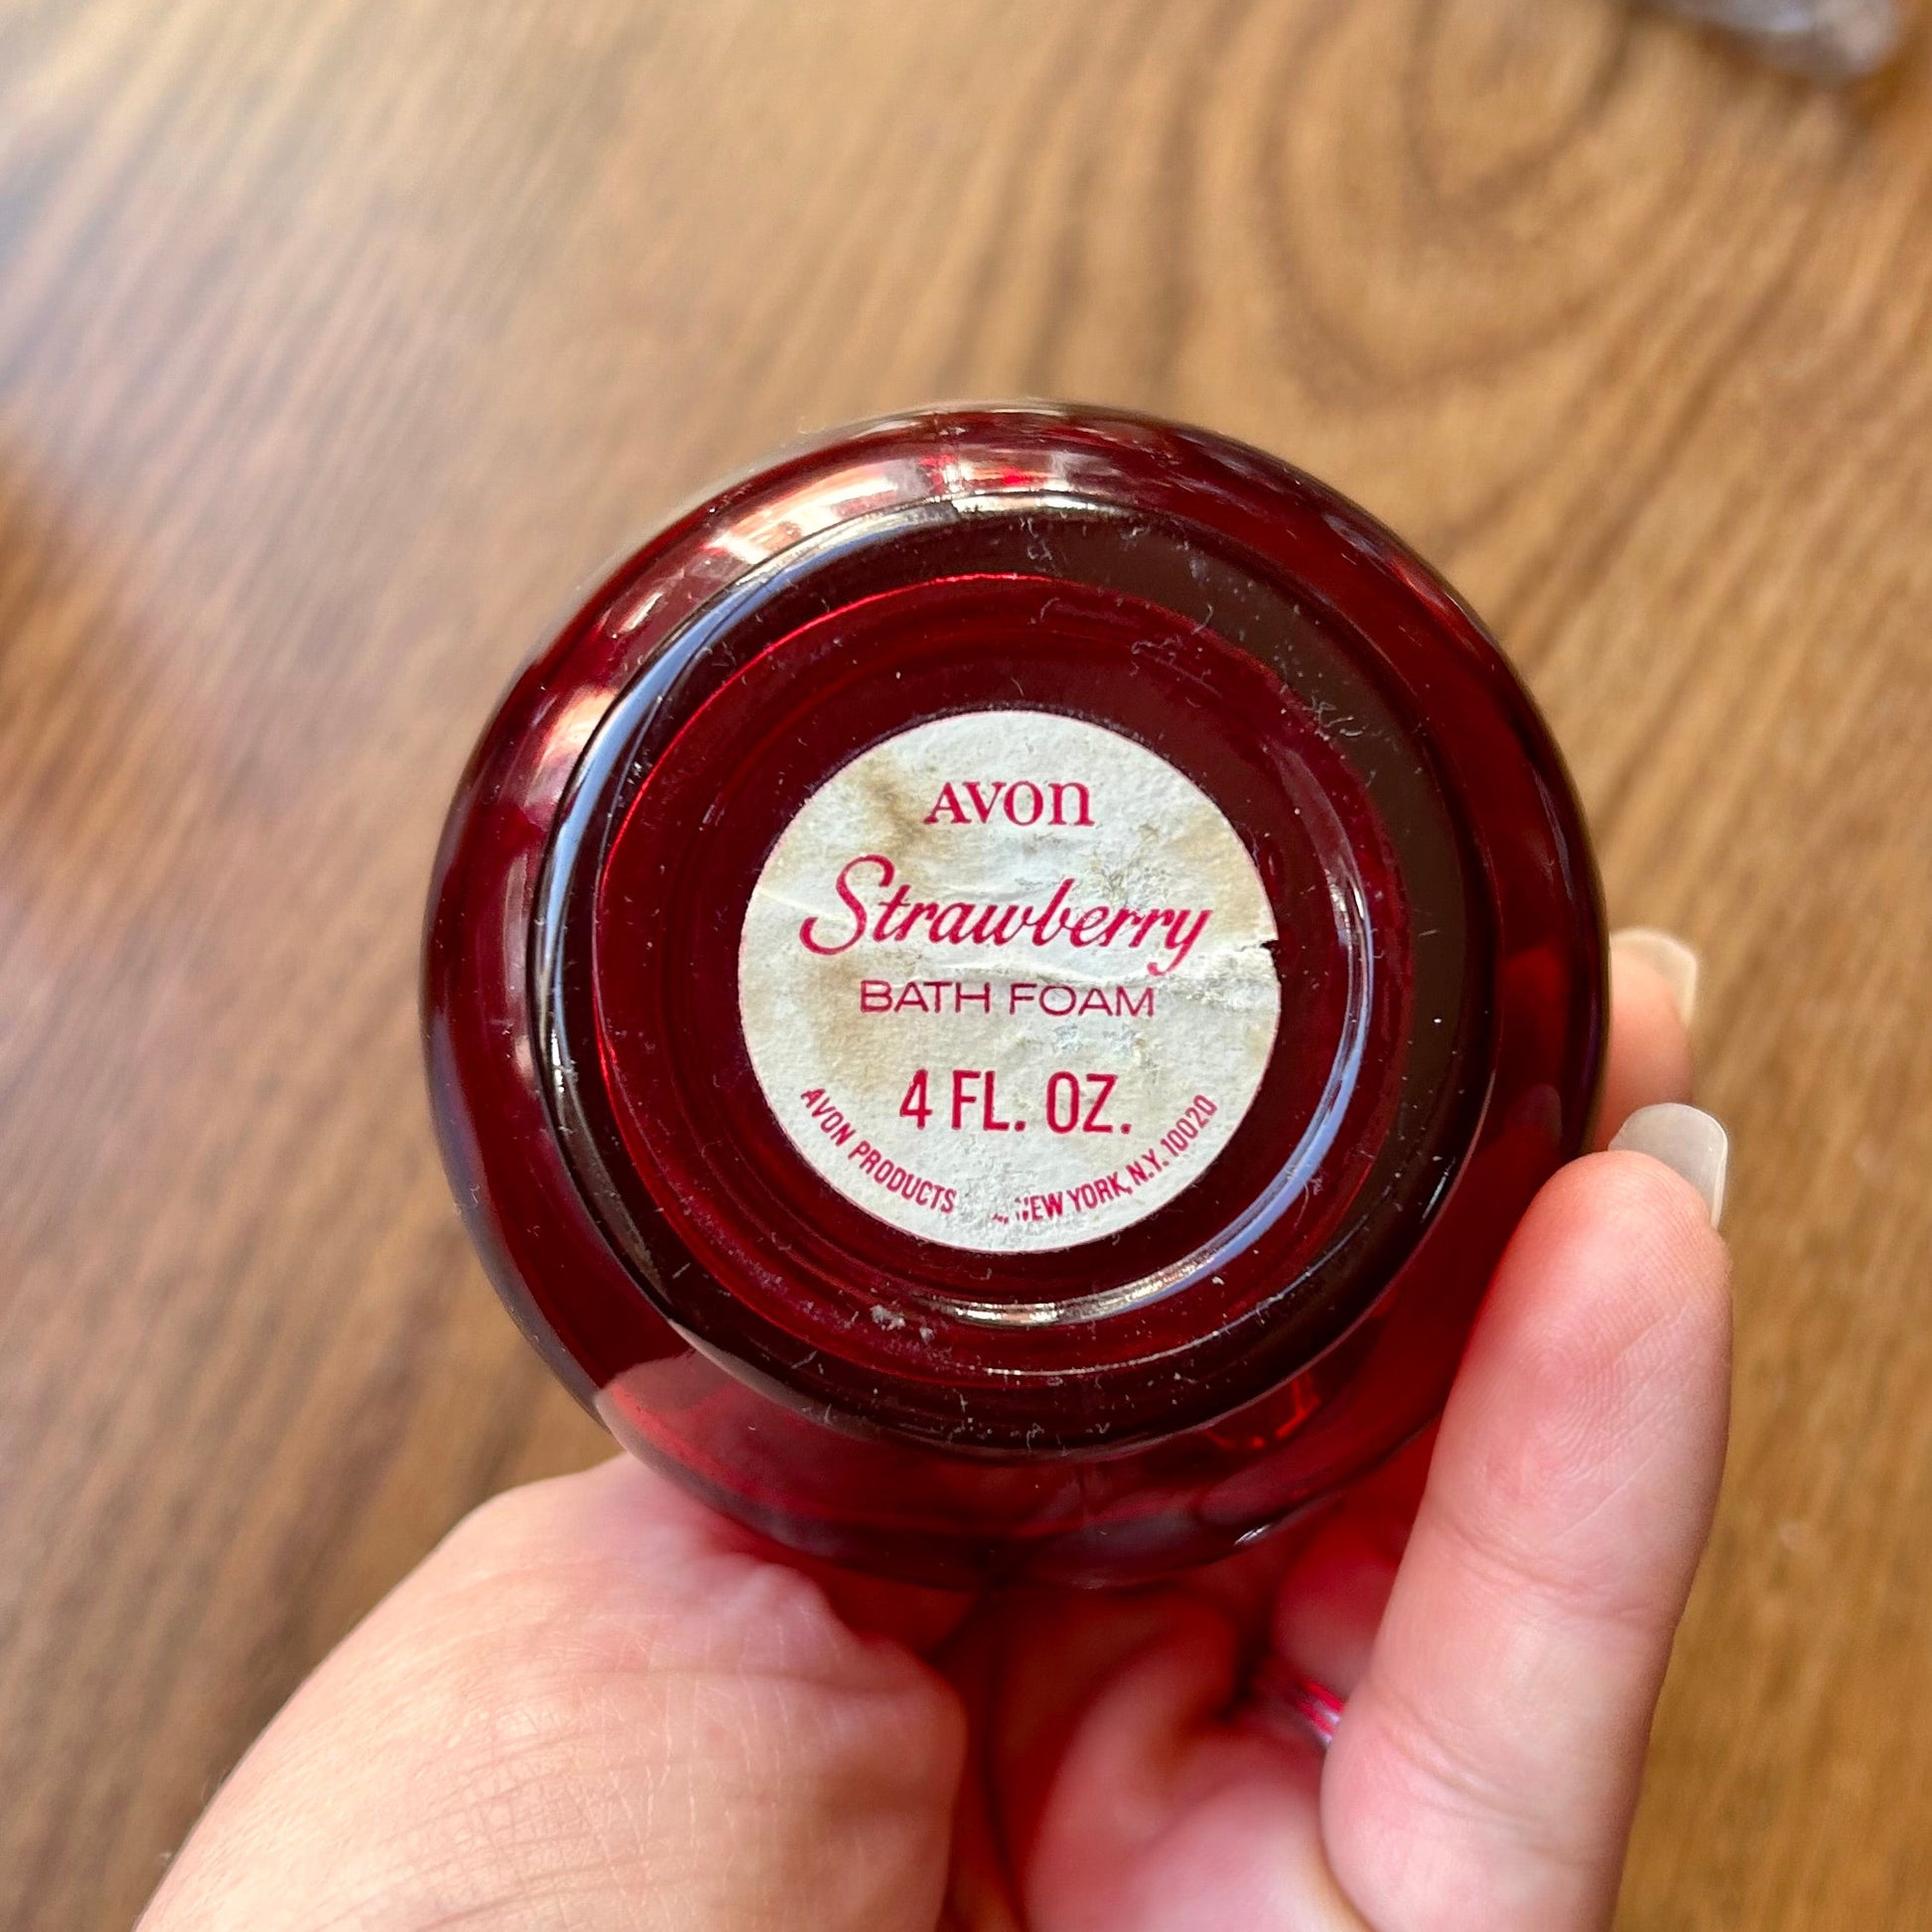 AVON
Strawberry
BATH FOAM
4 FL. OZ.
AVON PRODUCTS NEW YORK, N.Y. 10020